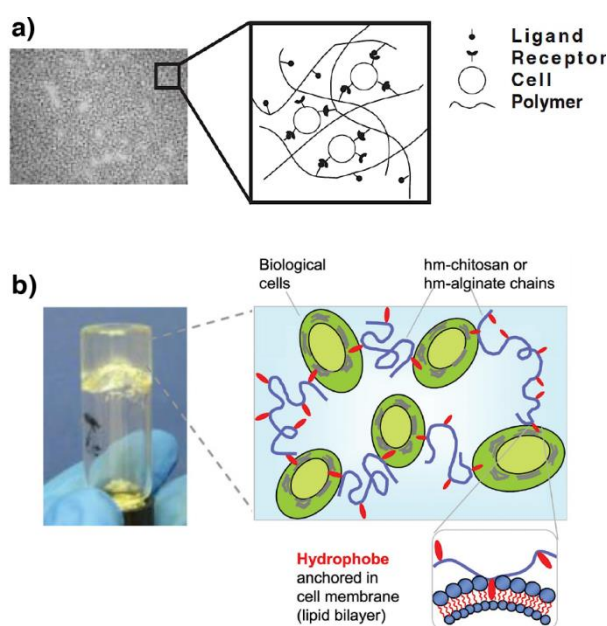 a)
Ligand
Receptor
Cell
Polymer
b)
Biological
cells
hm-chitosan or
hm-alginate chains
Hydrophobe
anchored in
cell membrane
(lipid bilayer)